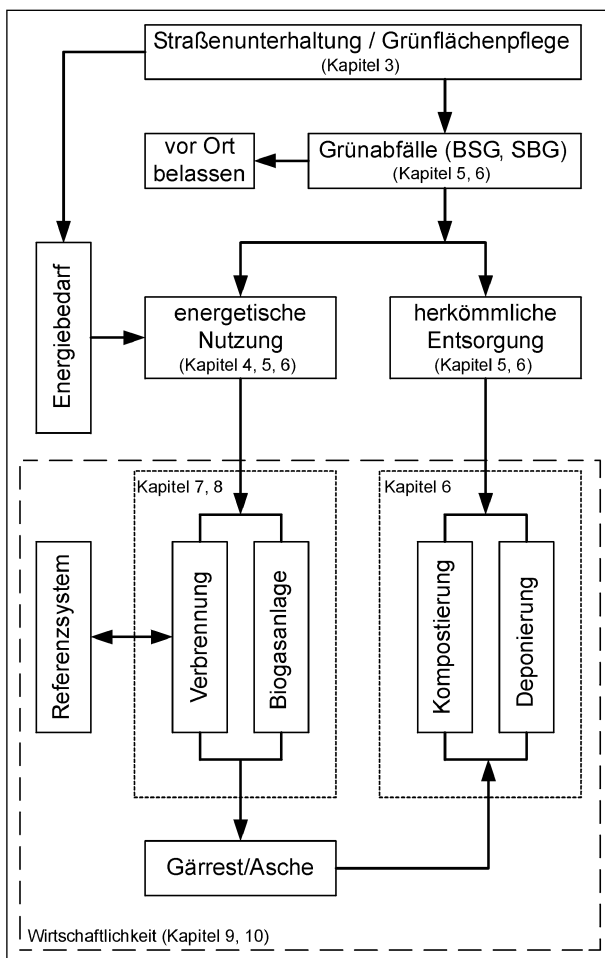 Straßenunterhaltung / Grünflächenpflege
(Kapitel 3)
vor Ort
belassen
Grünabfälle (BSG, SBG)
(Kapitel 5, 6)
Energiebedarf
energetische
Nutzung
(Kapitel 4, 5, 6)
herkömmliche
Entsorgung
(Kapitel 5, 6)
Kapitel 7, 8
Kapitel 6
Referenzsystem
Verbrennung
Biogasanlage
Kompostierung
Deponierung
Gärrest/Asche
Wirtschaftlichkeit (Kapitel 9, 10)